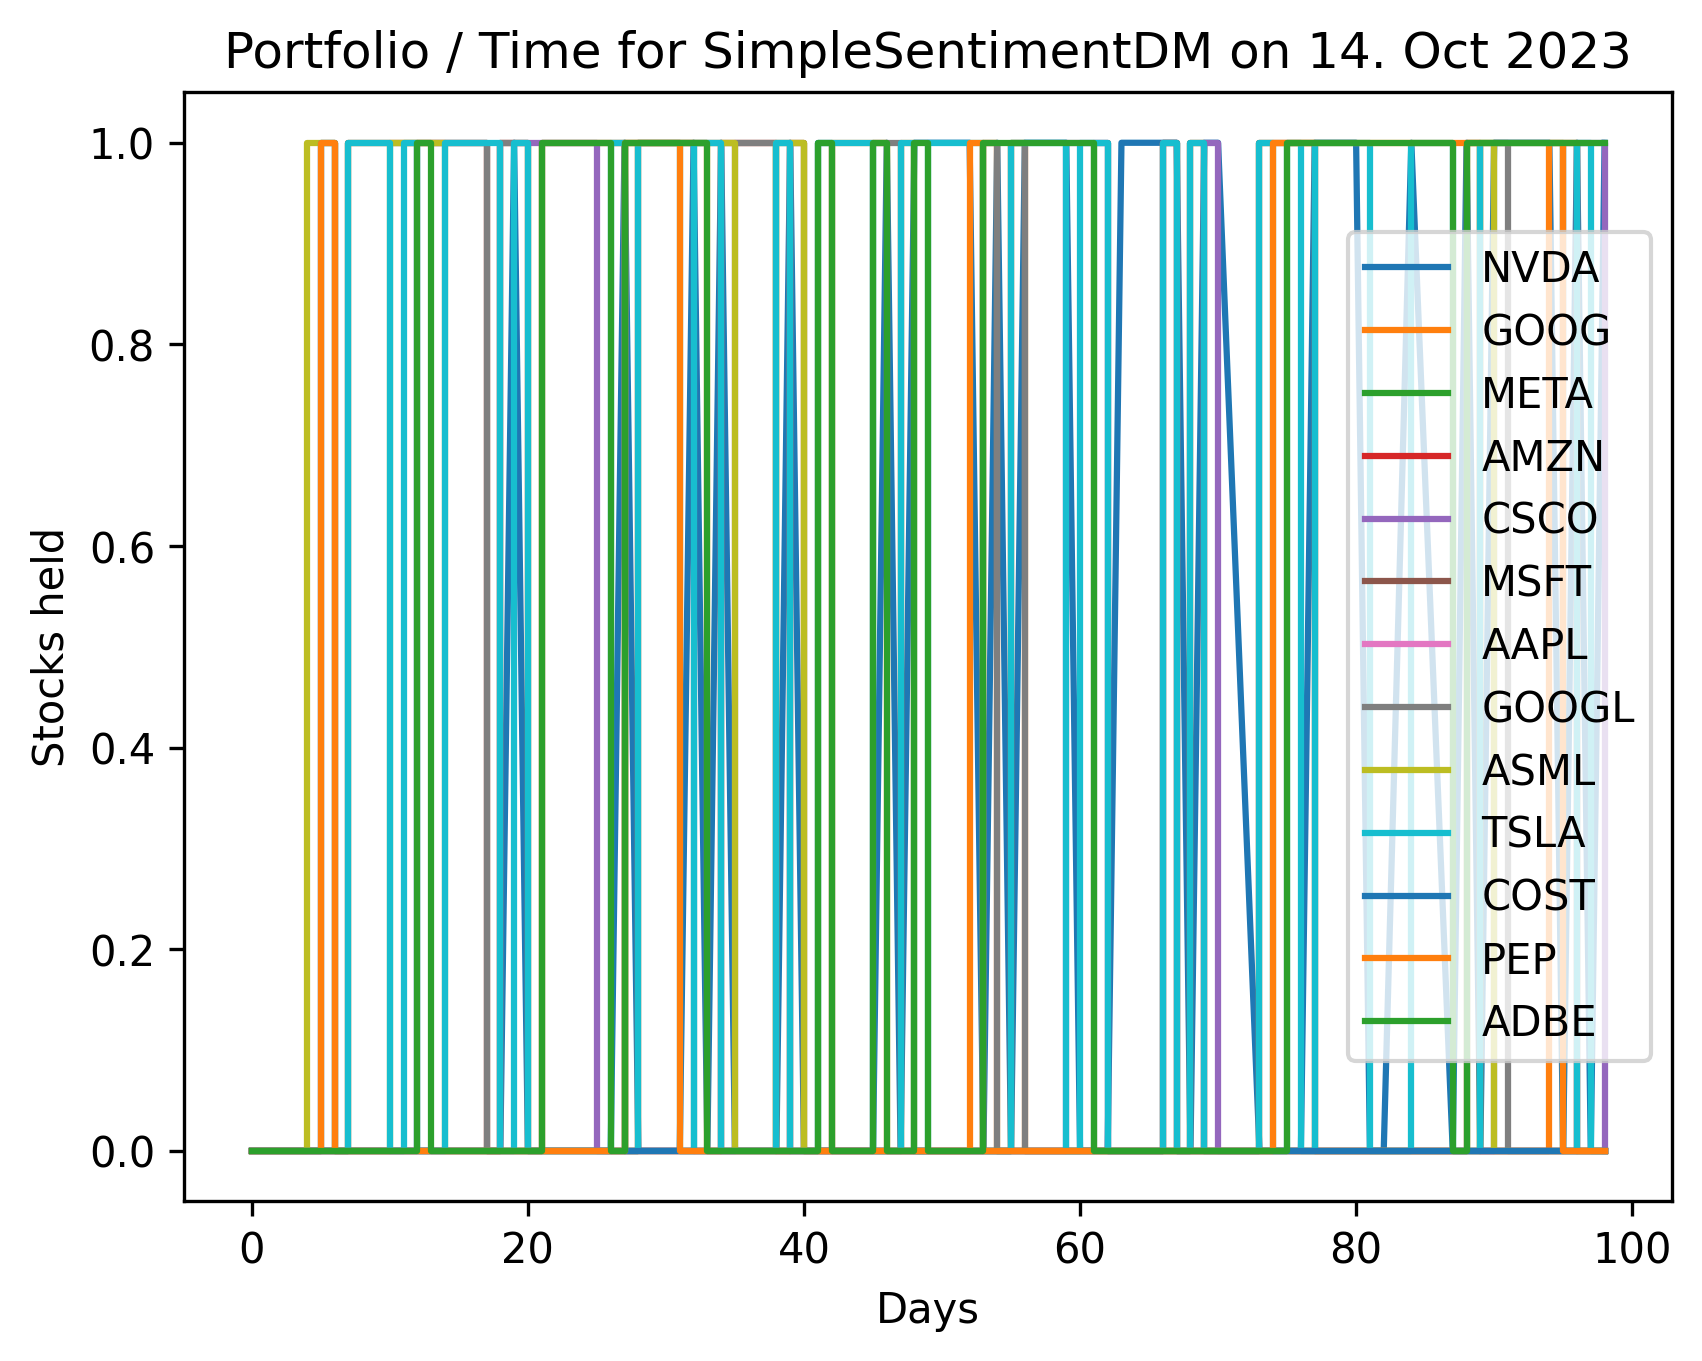 Portfolio / Time for SimpleSentimentDM on 14. Oct 2023
1.0
0.8
0.6
0.4
0.2
0.0
Stocks held
NVDA
GOOG
META
AMZN
CSCO
MSFT
AAPL
GOOGL
ASML
TSLA
COST
PEP
ADBE
0 20 40 60 80 100
Days